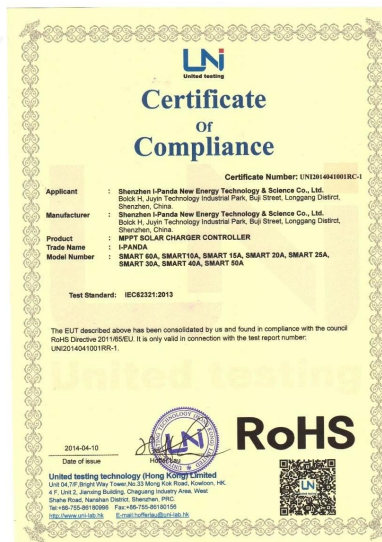 UNi
United testing
Certificate
Of
Compliance
Certificate Number: UNI2014041001RC-1
Applicant : Shenzhen I-Panda New Energy Technology & Science Co., Ltd.
Bolck H, Juyin Technology Industrial Park, Buji Street, Longgang Distirct,
Shenzhen, China.
Manufacturer : Shenzhen I-Panda New Energy Technology & Science Co., Ltd.
Bolck H, Juyin Technology Industrial Park, Buji Street, Longgang Distirct,
Shenzhen, China.
Product : MPPT SOLAR CHARGER CONTROLLER
Trade Name : I-PANDA
Model Number : SMART 60A, SMART10A, SMART 15A, SMART 20A, SMART 25A,
SMART 30A, SMART 40A, SMART 50A
Test Standard: IEC62321:2013
The EUT described above has been consolidated by us and found in compliance with the council
RoHS Directive 2011/65/EU. It is only valid in connection with the test report number:
UNI2014041001RR-1.
United testing
RoHS
UNi
2014-04-10
Date of issue
Hoffer Lau
UNi
United testing technology (Hong Kong) Limited
Unit 04,7/F,Bright Way Tower,No.33 Mong Kok Road, Kowloon, HK.
4 F, Unit 2, Jianxing Building, Chaguang Industry Area, West
Shahe Road, Nanshan District, Shenzhen, PRC.
Tel:+86-755-86180996 Fax:+86-755-86180156
http://www.uni-lab.hk E-mail:hofferlau@uni-lab.hk